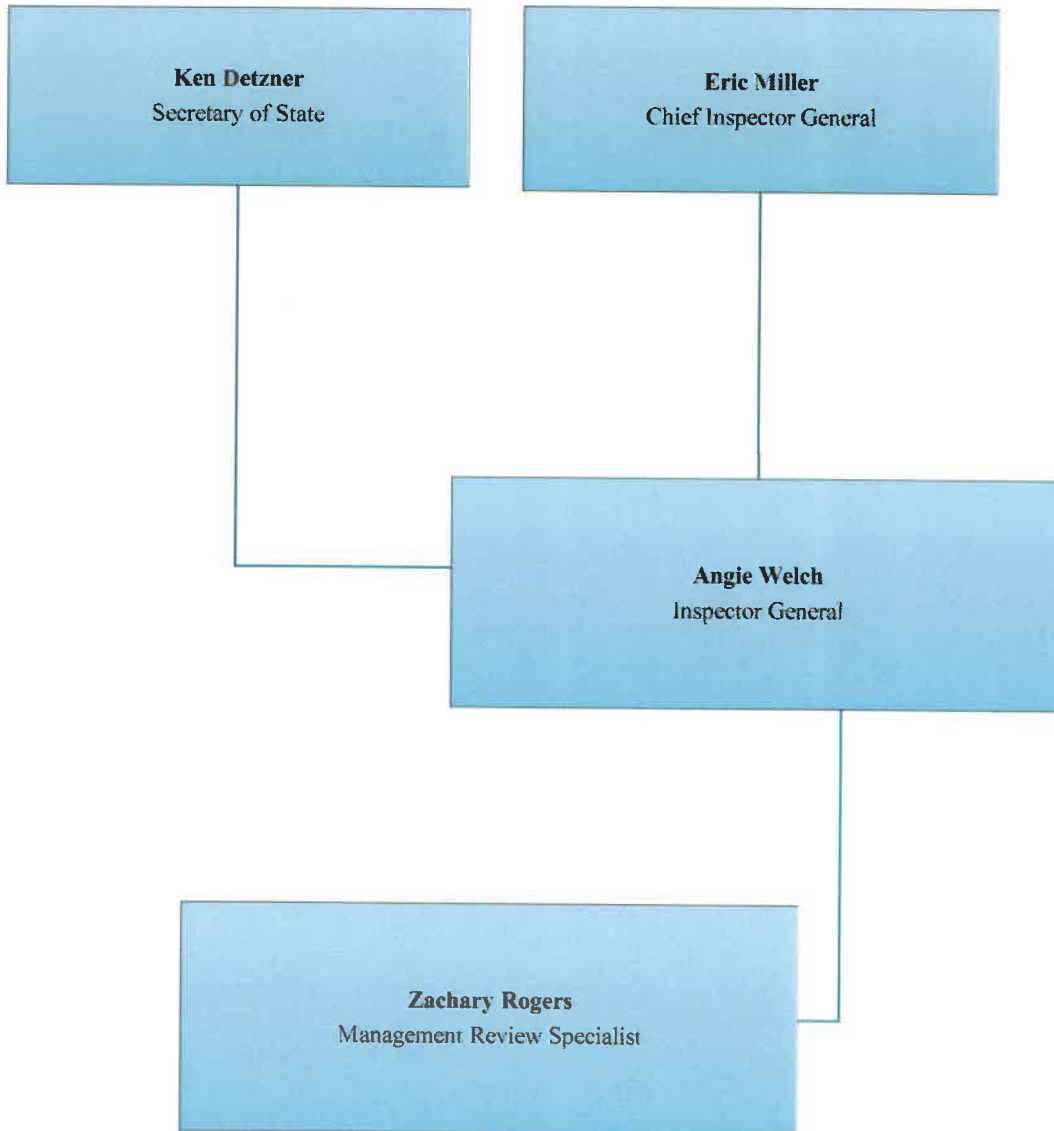 Ken Detzner
Secretary of State
Eric Miller
Chief Inspector General
Angie Welch
Inspector General
Zachary Rogers
Management Review Specialist